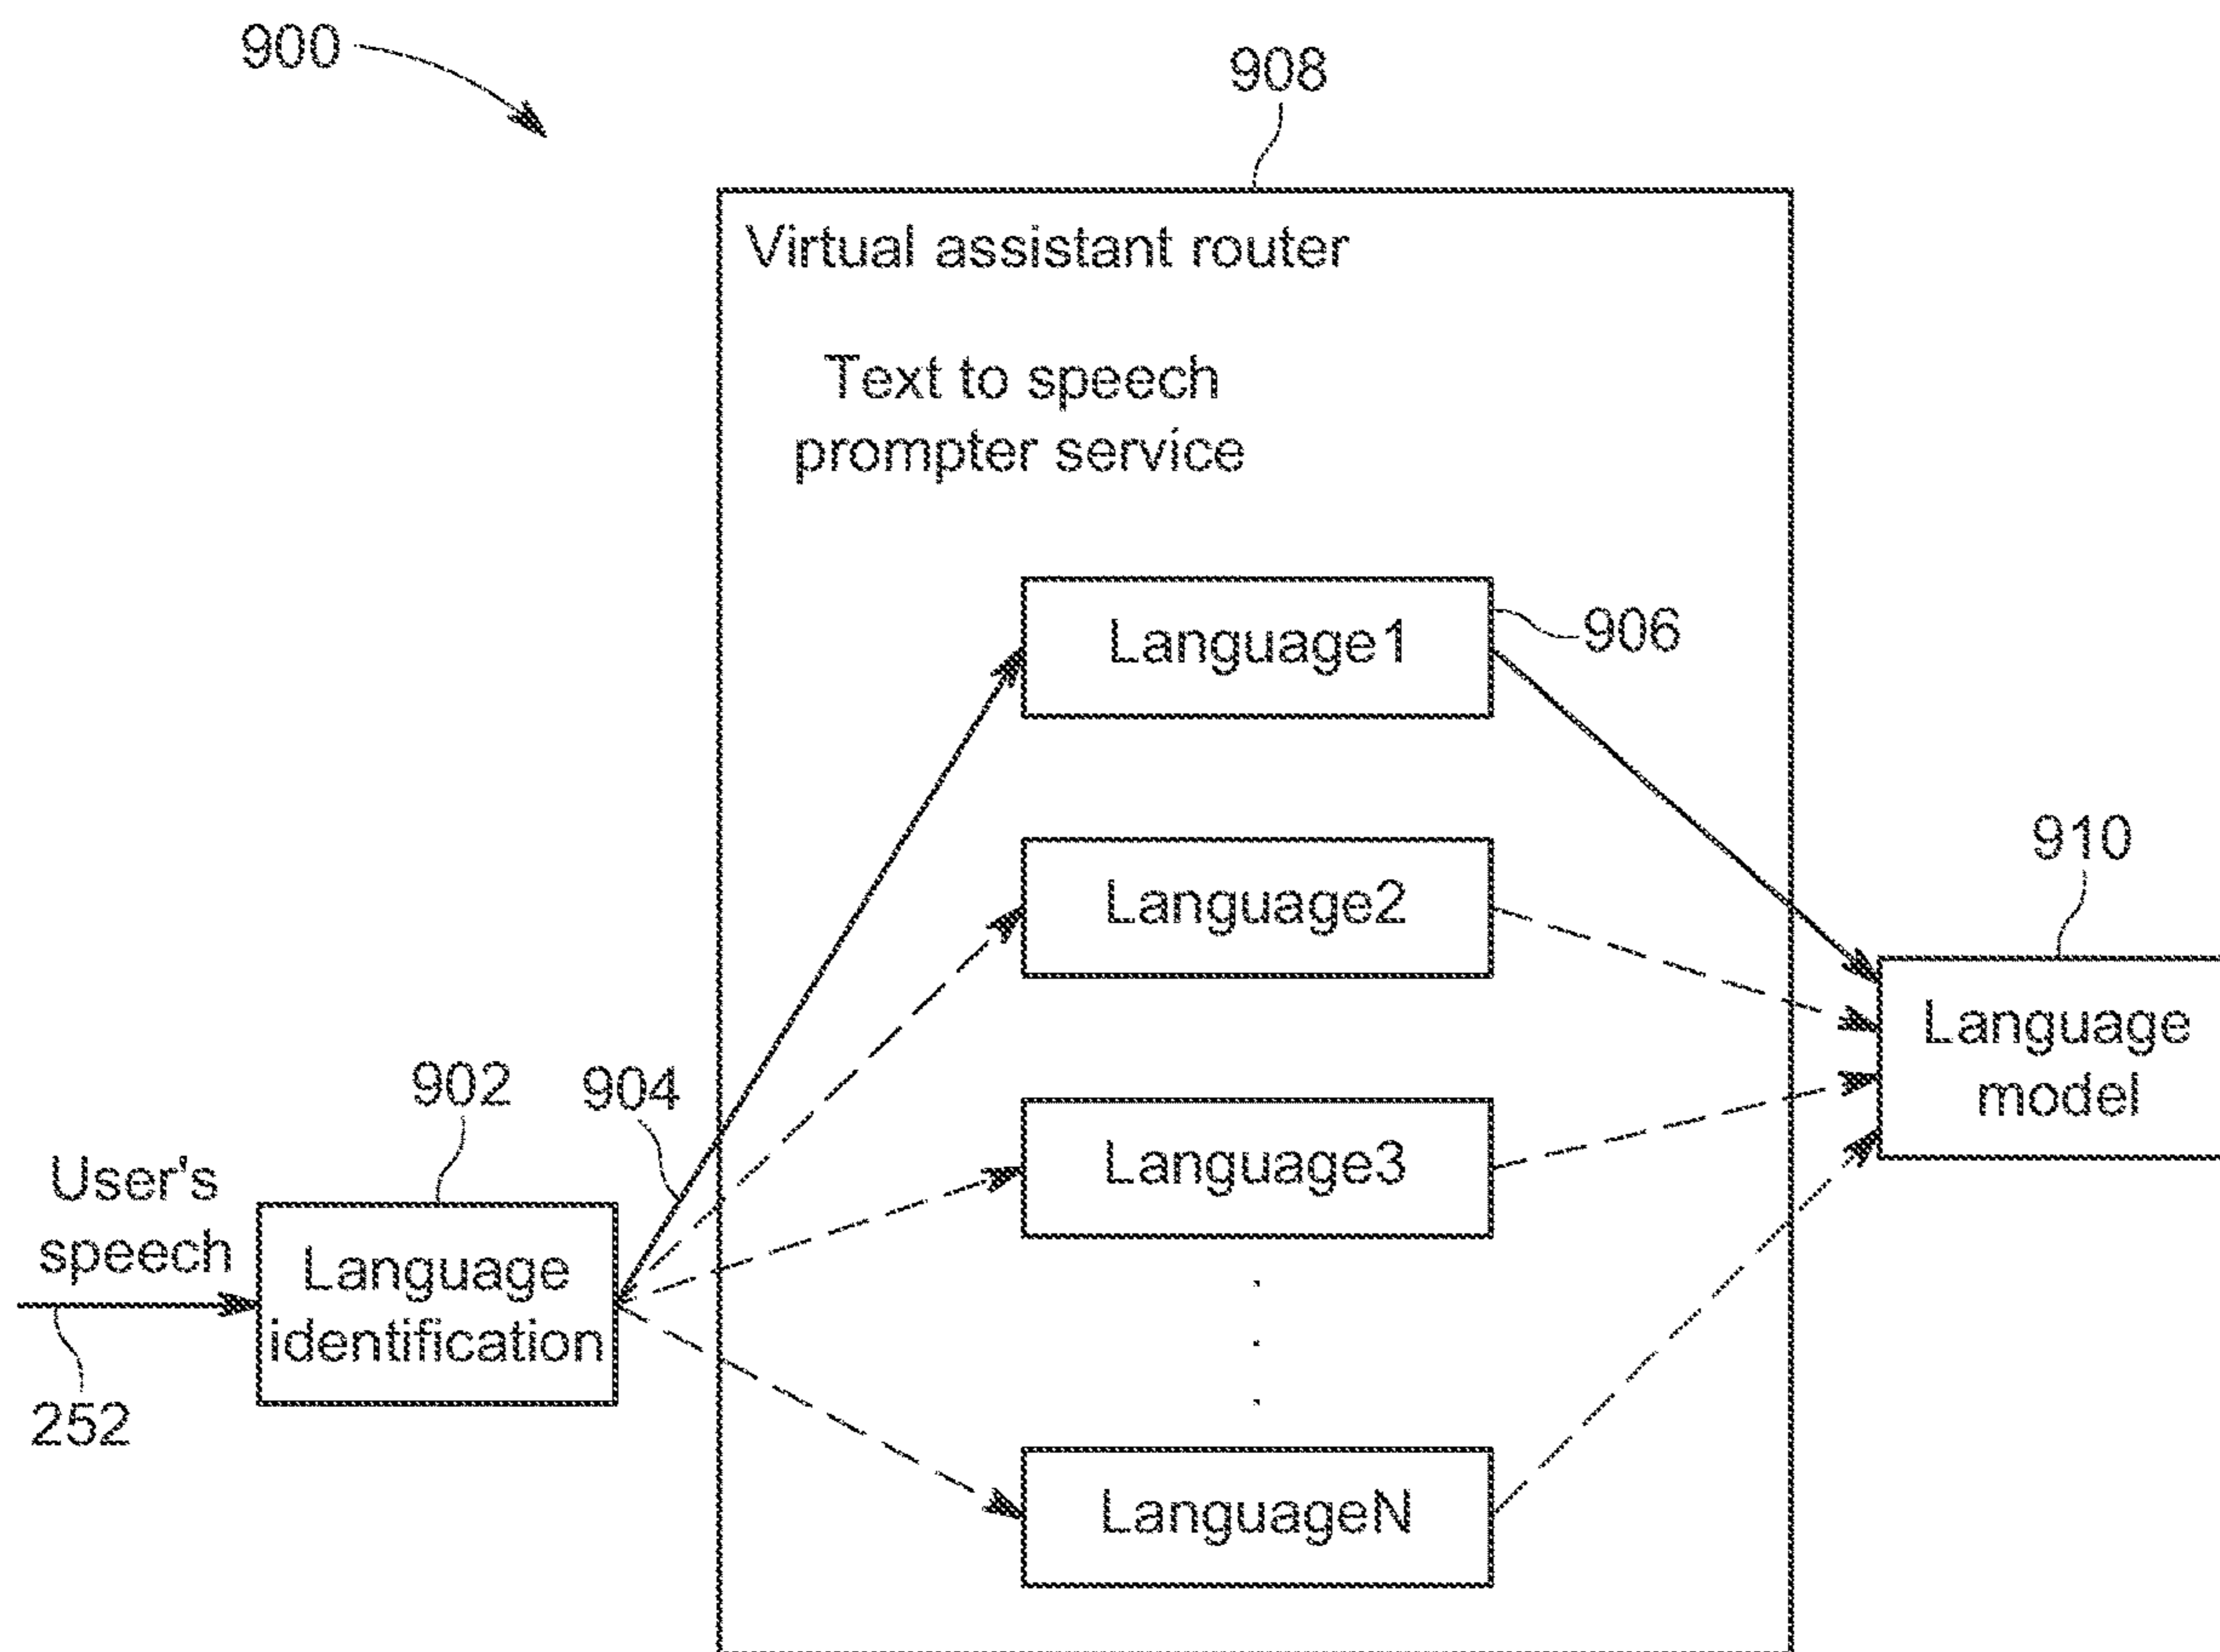 900
908
Virtual assistant router
Text to speech
prompter service
Language1
906
Language2
910
Language
model
902
904
Language3
User's
speech
Language
identification
252
LanguageN